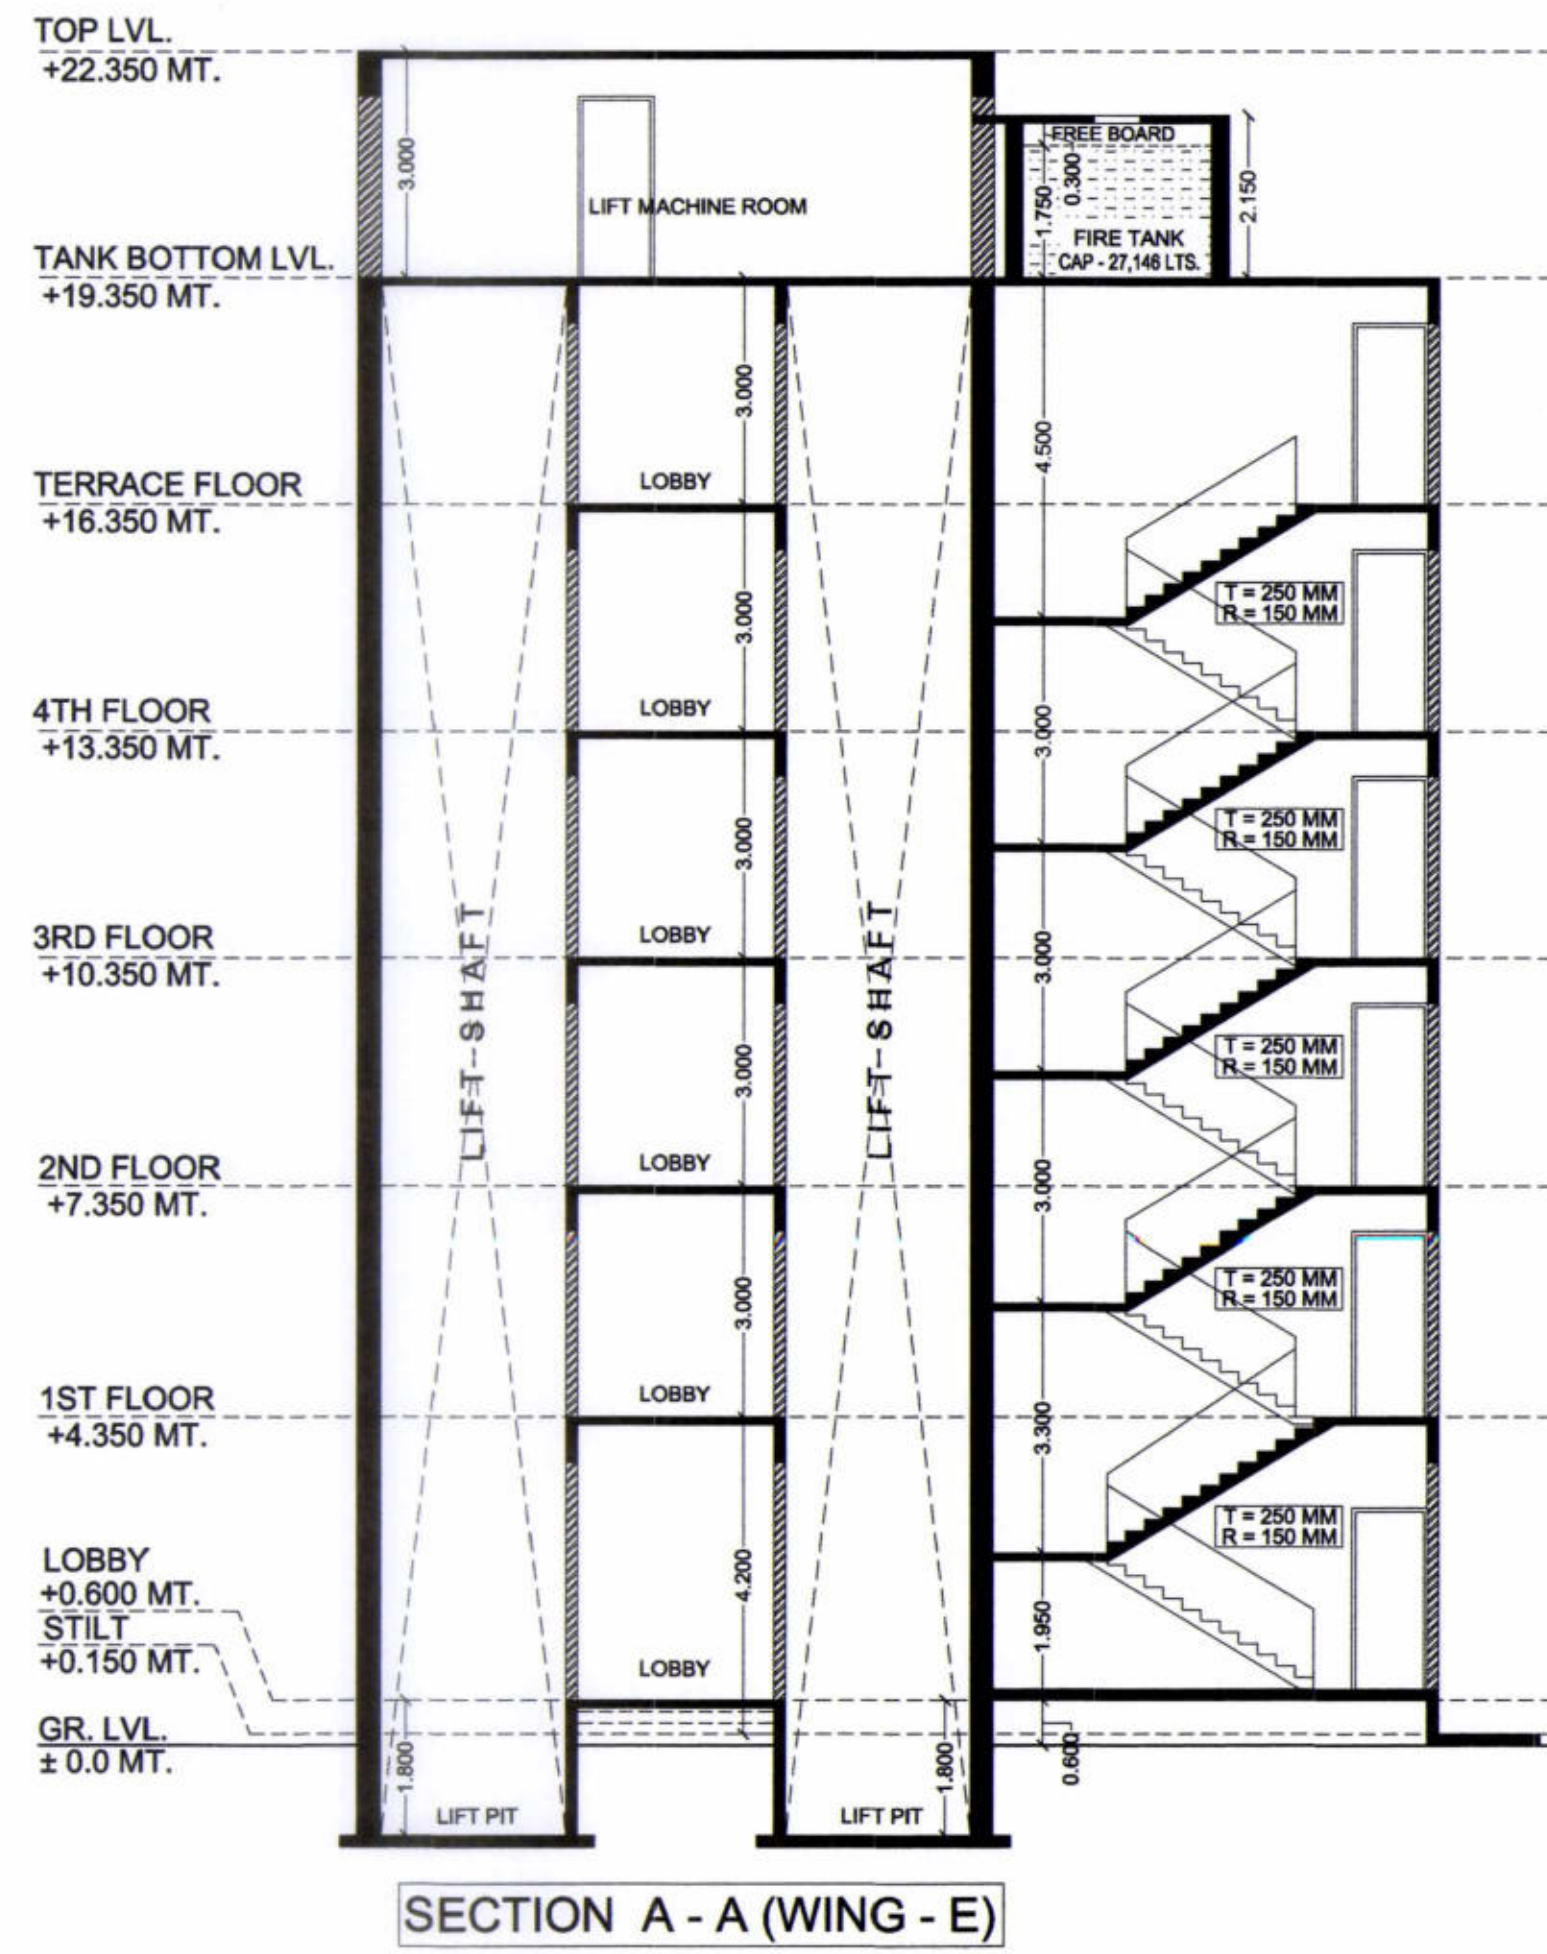 TOP LVL.
+22.350 MT.
3.000
LIFT MACHINE ROOM
FREE BOARD
0.300
1.750
2.150
FIRE TANK
CAP - 27,146 LTS.
TANK BOTTOM LVL.
+19.350 MT.
3.000
4.500
TERRACE FLOOR
+16.350 MT.
LOBBY
3.000
T = 250 MM
R = 150 MM
4TH FLOOR
+13.350 MT.
LOBBY
3.000
3.000
T = 250 MM
R = 150 MM
3RD FLOOR
+10.350 MT.
LOBBY
LIFT-SHAFT
LIFT-SHAFT
3.000
3.000
T = 250 MM
R = 150 MM
2ND FLOOR
+7.350 MT.
LOBBY
3.000
3.000
T = 250 MM
R = 150 MM
1ST FLOOR
+4.350 MT.
LOBBY
3.300
T = 250 MM
R = 150 MM
LOBBY
+0.600 MT.
4.200
1.950
STILT
+0.150 MT.
LOBBY
GR. LVL.
± 0.0 MT.
1.800
1.800
0.600
LIFT PIT
LIFT PIT
SECTION A - A (WING - E)